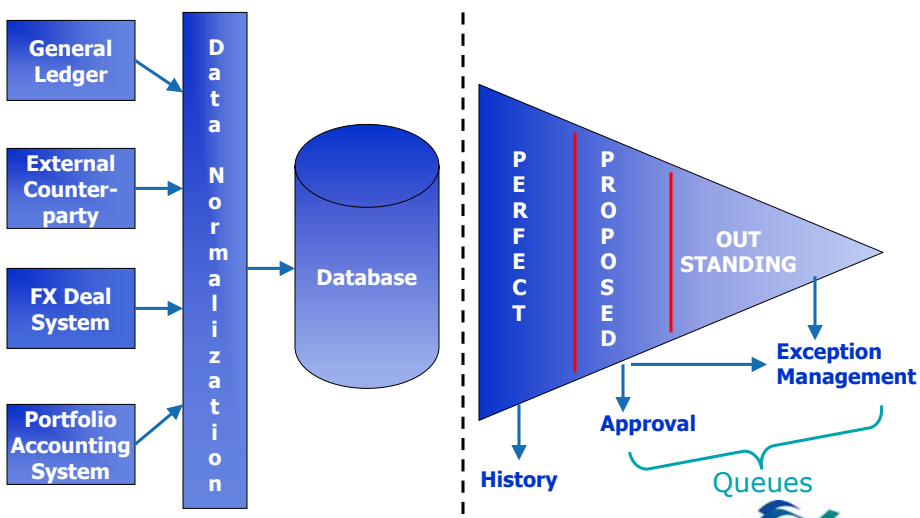 General
Ledger
External
Counter-
party
FX Deal
System
Portfolio
Accounting
System
Data Normalization
Database
PERFECT
PROPOSED
OUT
STANDING
Exception
Management
Approval
History
Queues